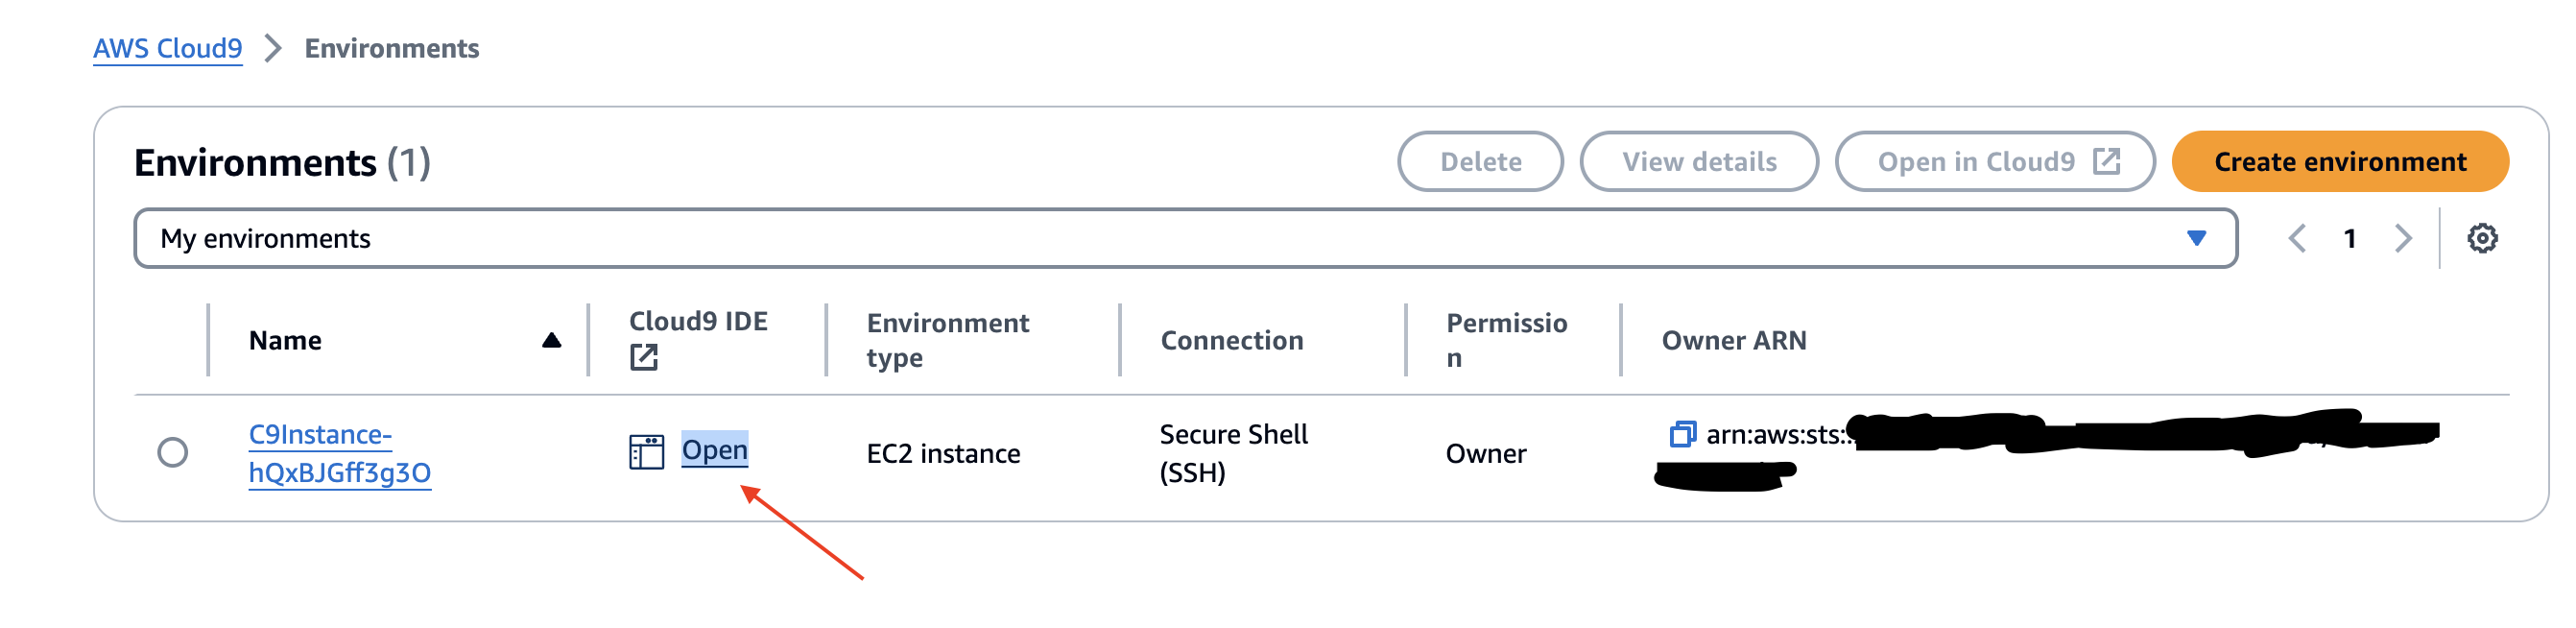 AWS Cloud9 > Environments
Environments (1)
Delete
View details
Open in Cloud9
Create environment
My environments
1
Name
Cloud9 IDE
Environment
type
Connection
Permissio
n
Owner ARN
C9Instance-
hQxBJGff3g3O
Open
EC2 instance
Secure Shell
(SSH)
Owner
arn:aws:sts: